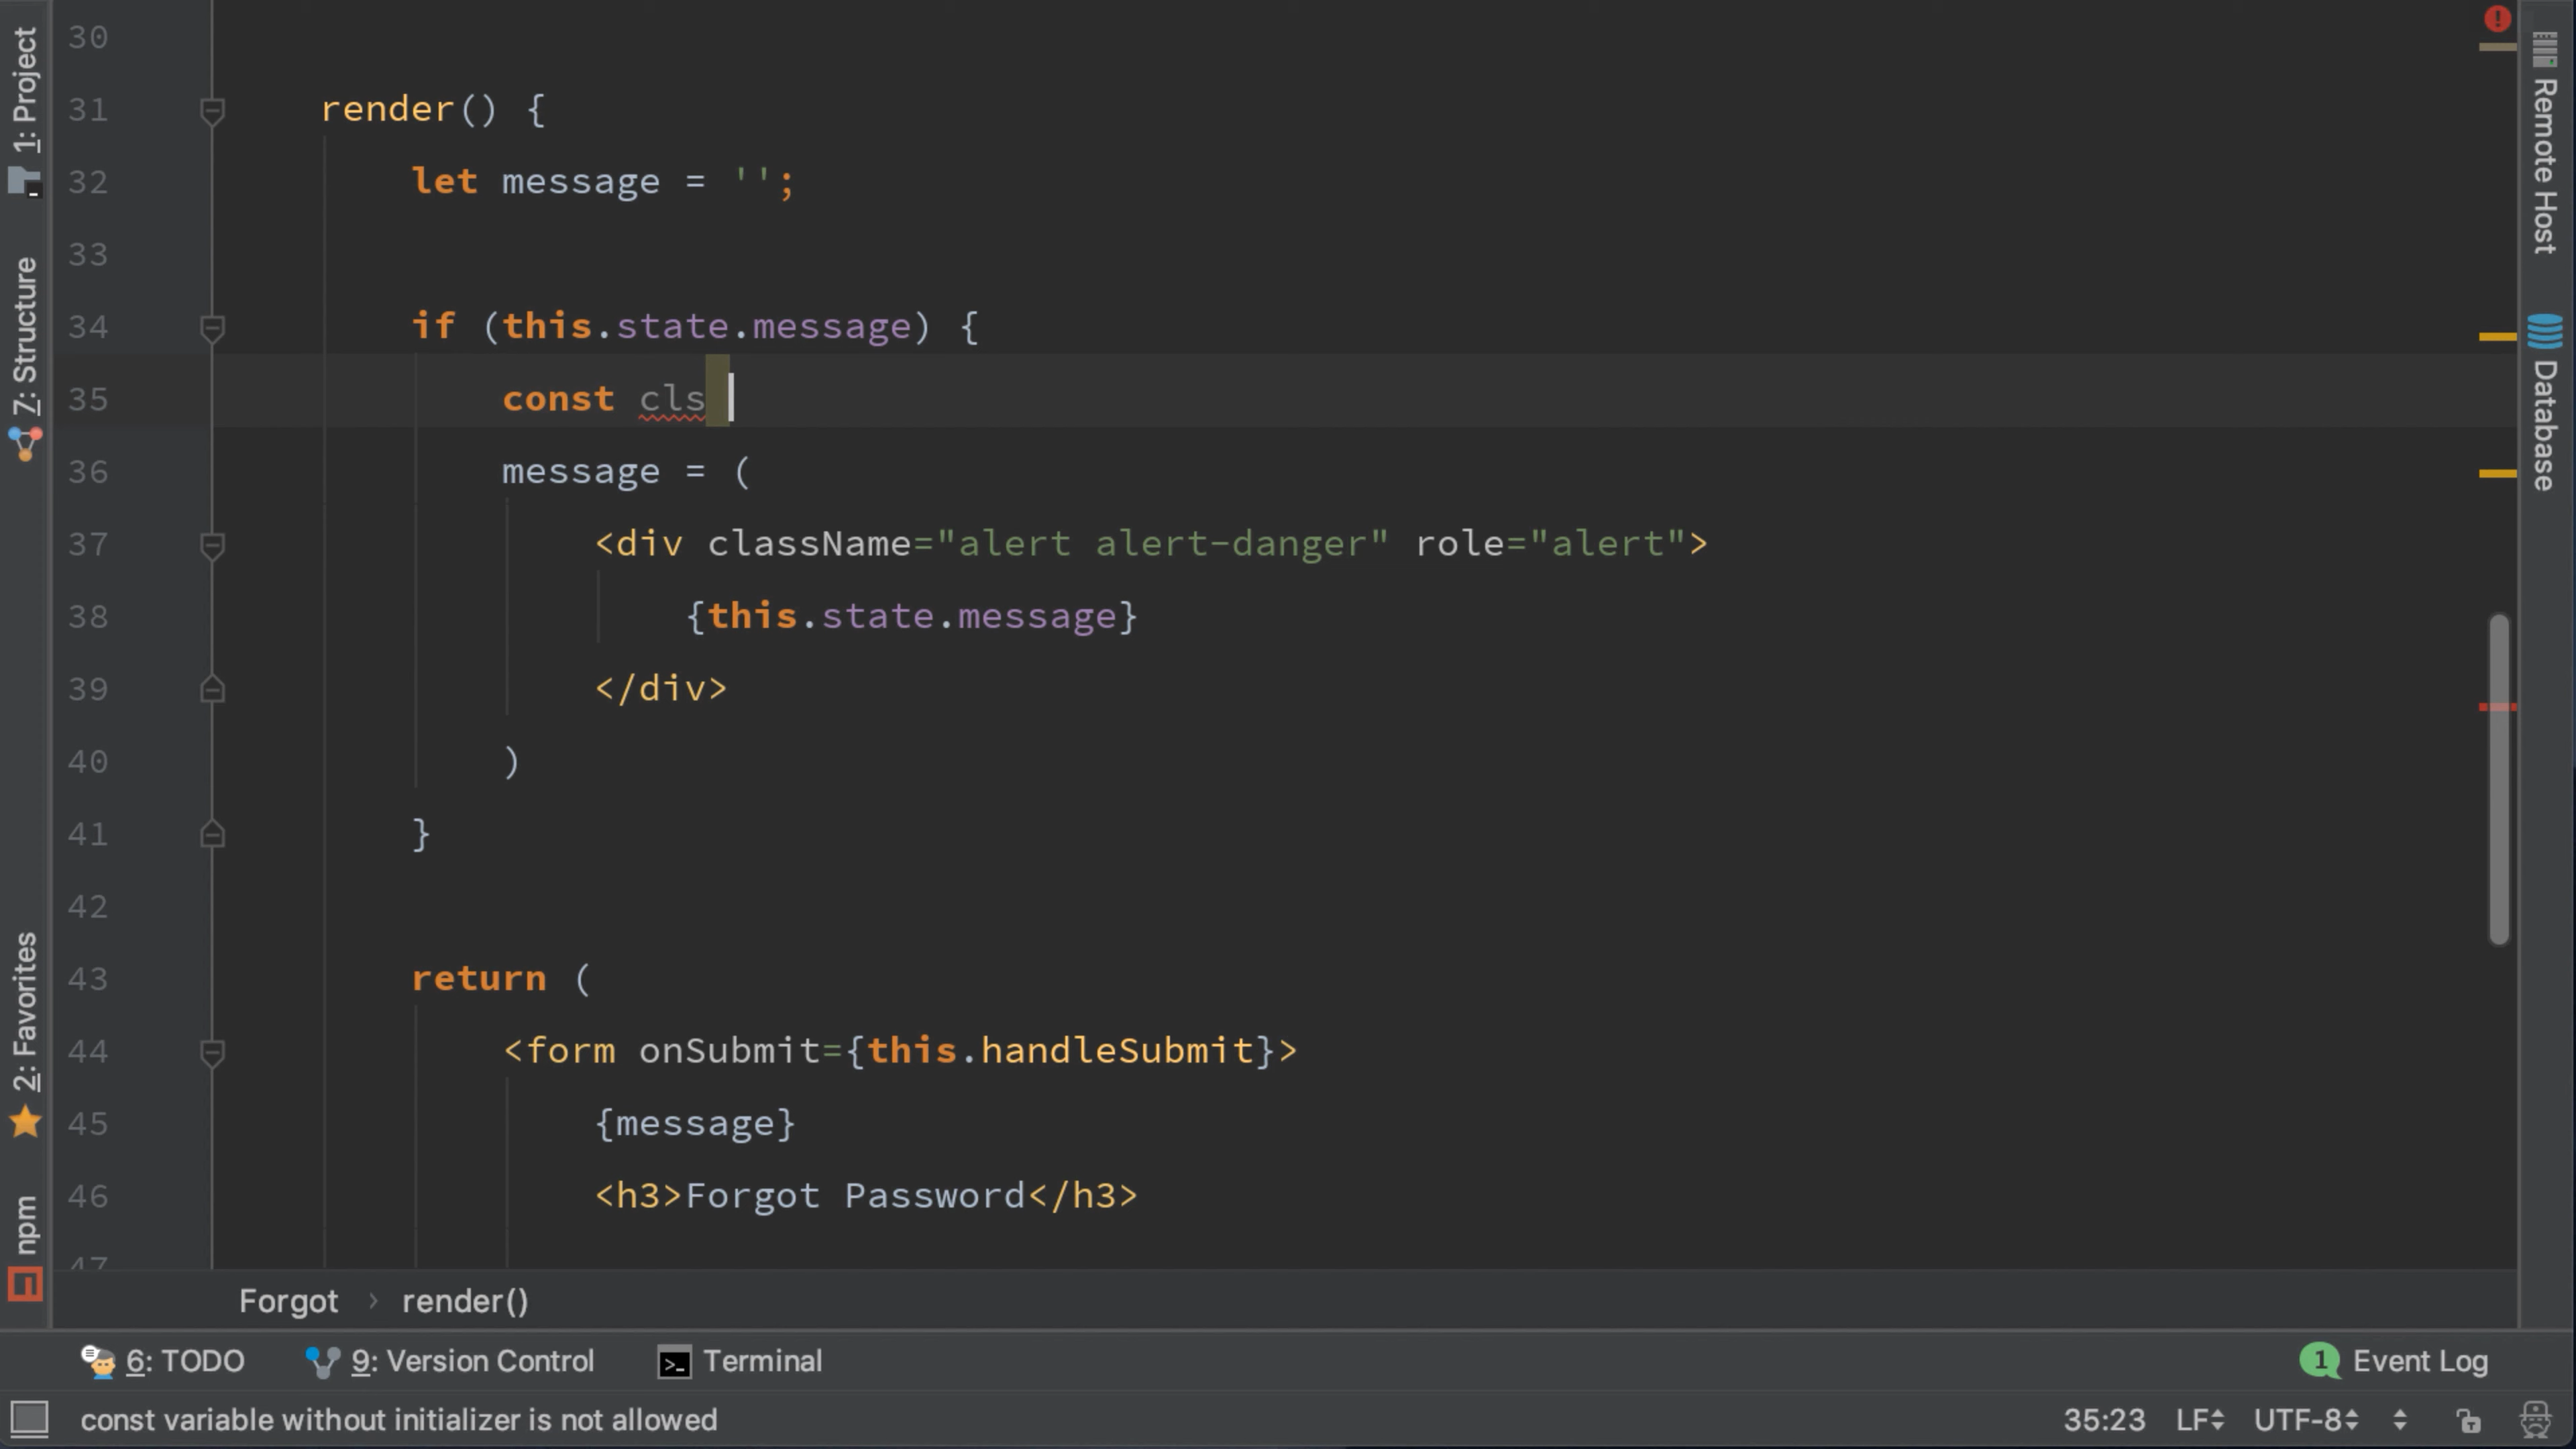 1: Project
7: Structure
2: Favorites
npm
30
31 render() {
32 let message = '';
33
34 if (this.state.message) {
35 const cls
36 message = (
37 <div className="alert alert-danger" role="alert">
38 {this.state.message}
39 </div>
40 )
41 }
42
43 return (
44 <form onSubmit={this.handleSubmit}>
45 {message}
46 <h3>Forgot Password</h3>
47
Remote Host
Database
Forgot › render()
6: TODO 9: Version Control Terminal 1 Event Log
const variable without initializer is not allowed 35:23 LF UTF-8